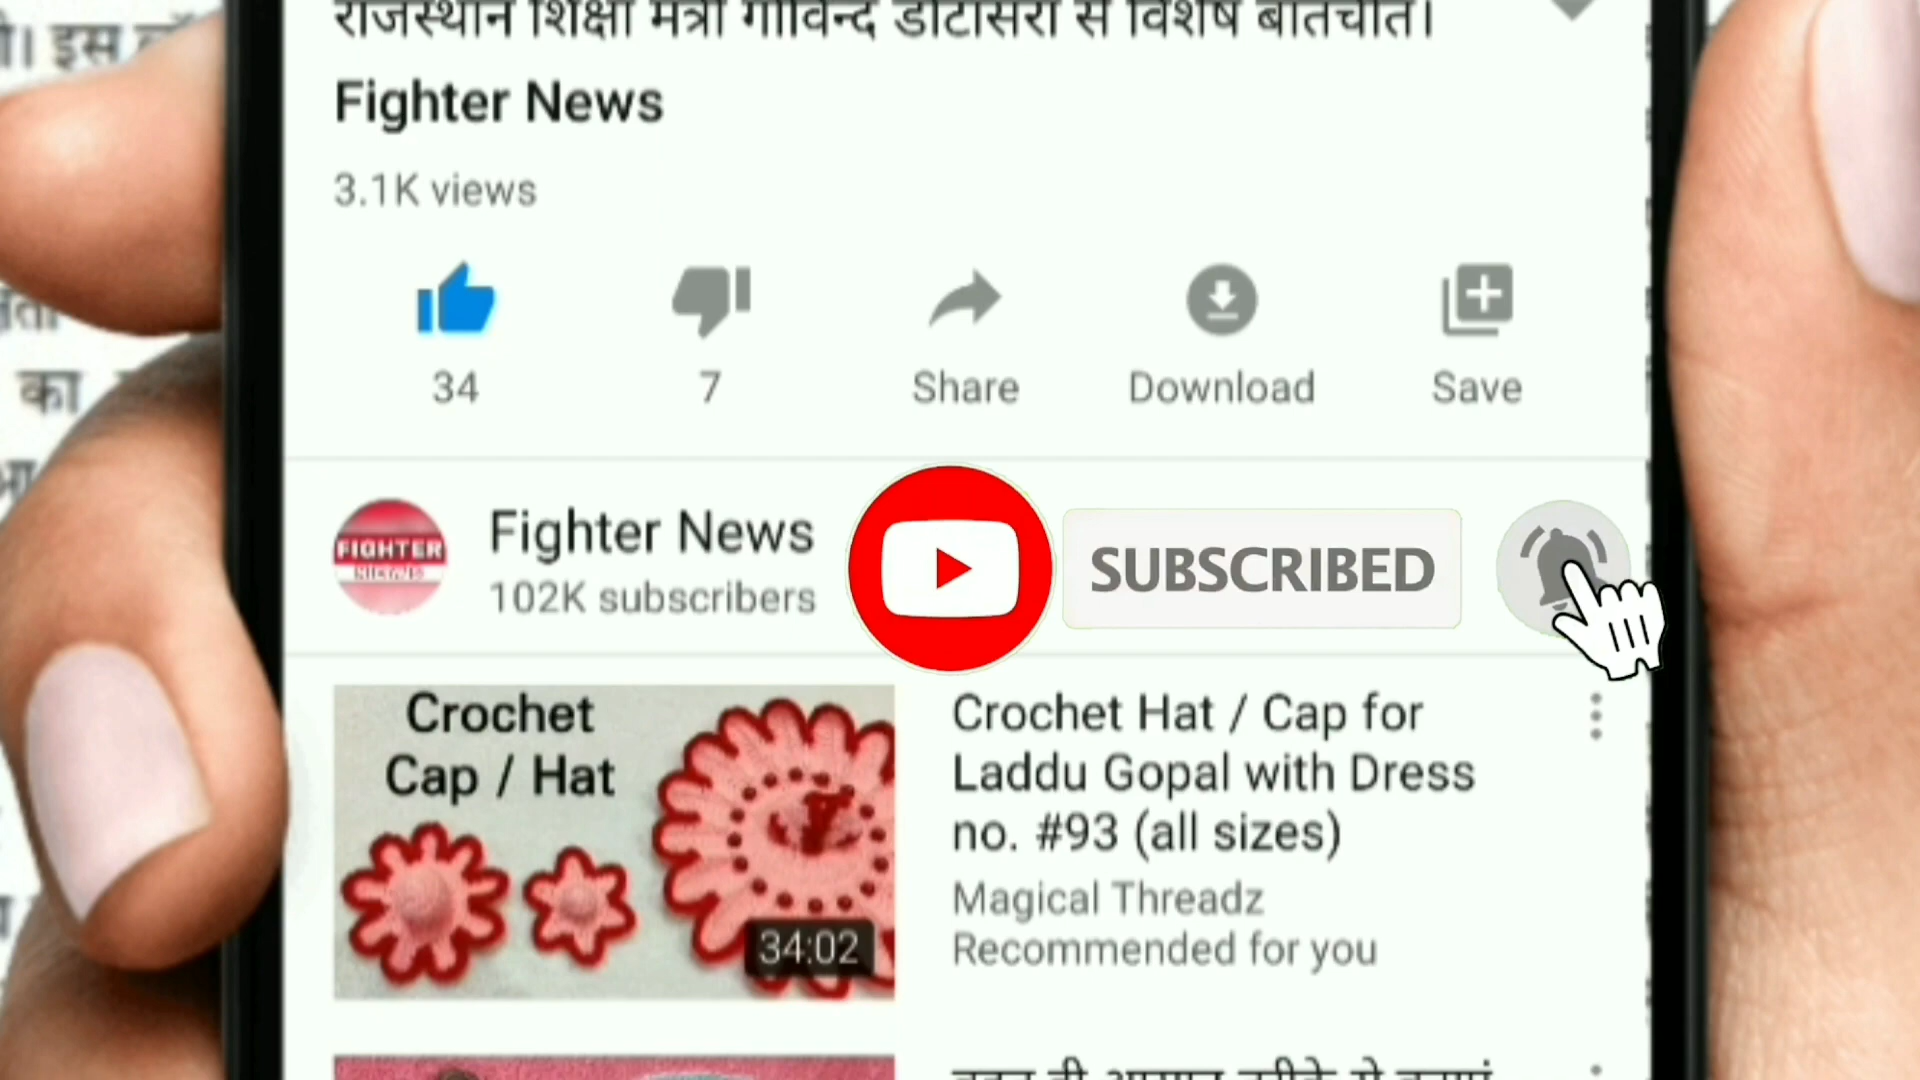 राजस्थान शिक्षा मंत्री गोविन्द डोटासरा से विशेष बातचीत।
Fighter News
3.1K views
34
7
Share
Download
Save
FIGHTER
Fighter News
102K subscribers
SUBSCRIBED
Crochet
Cap / Hat
34:02
Crochet Hat / Cap for
Laddu Gopal with Dress
no. #93 (all sizes)
Magical Threadz
Recommended for you
। इस
का